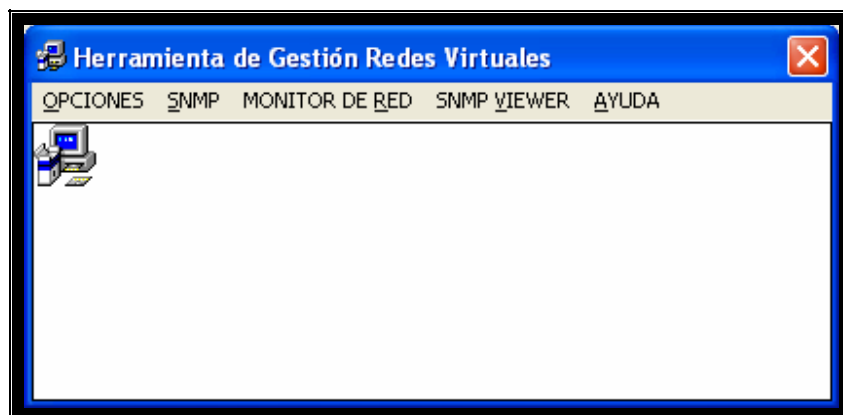 Herramienta de Gestión Redes Virtuales
OPCIONES SNMP MONITOR DE RED SNMP VIEWER AYUDA